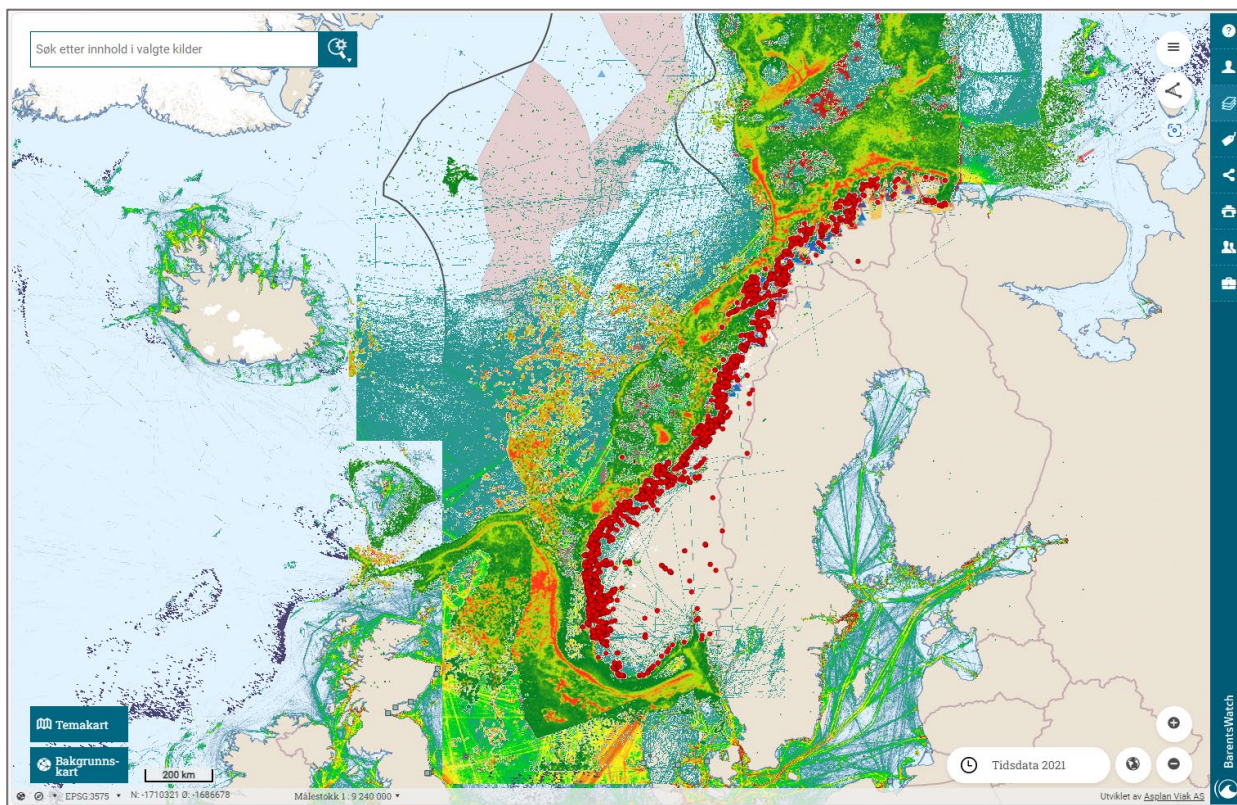 Søk etter innhold i valgte kilder
Temakart
Bakgrunns-
kart
200 km
Tidsdata 2021
BarentsWatch
EPSG:3575
N: -1710321 Ø: -1686678
Målestokk 1 : 9 240 000
Utviklet av Asplan Viak AS